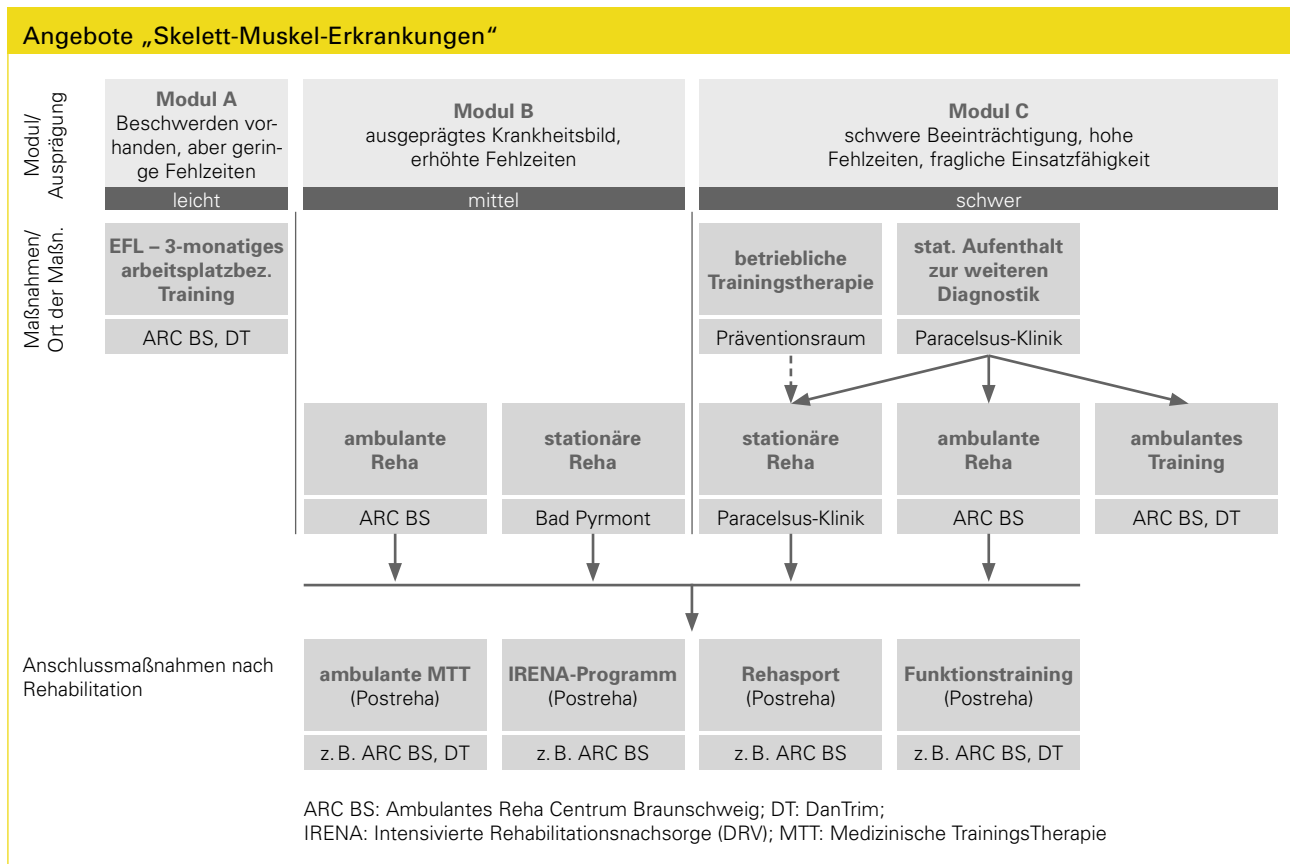 Angebote „Skelett-Muskel-Erkrankungen“
Modul/
Ausprägung
Modul A
Beschwerden vor-
handen, aber gerin-
ge Fehlzeiten
leicht
Modul B
ausgeprägtes Krankheitsbild,
erhöhte Fehlzeiten
mittel
Modul C
schwere Beeinträchtigung, hohe
Fehlzeiten, fragliche Einsatzfähigkeit
schwer
Maßnahmen/
Ort der Maßn.
EFL – 3-monatiges
arbeitsplatzbez.
Training
ARC BS, DT
betriebliche
Trainingstherapie
Präventionsraum
stat. Aufenthalt
zur weiteren
Diagnostik
Paracelsus-Klinik
ambulante
Reha
ARC BS
stationäre
Reha
Bad Pyrmont
stationäre
Reha
Paracelsus-Klinik
ambulante
Reha
ARC BS
ambulantes
Training
ARC BS, DT
Anschlussmaßnahmen nach
Rehabilitation
ambulante MTT
(Postreha)
z. B. ARC BS, DT
IRENA-Programm
(Postreha)
z. B. ARC BS
Rehasport
(Postreha)
z. B. ARC BS
Funktionstraining
(Postreha)
z. B. ARC BS, DT
ARC BS: Ambulantes Reha Centrum Braunschweig; DT: DanTrim;
IRENA: Intensivierte Rehabilitationsnachsorge (DRV); MTT: Medizinische TrainingsTherapie